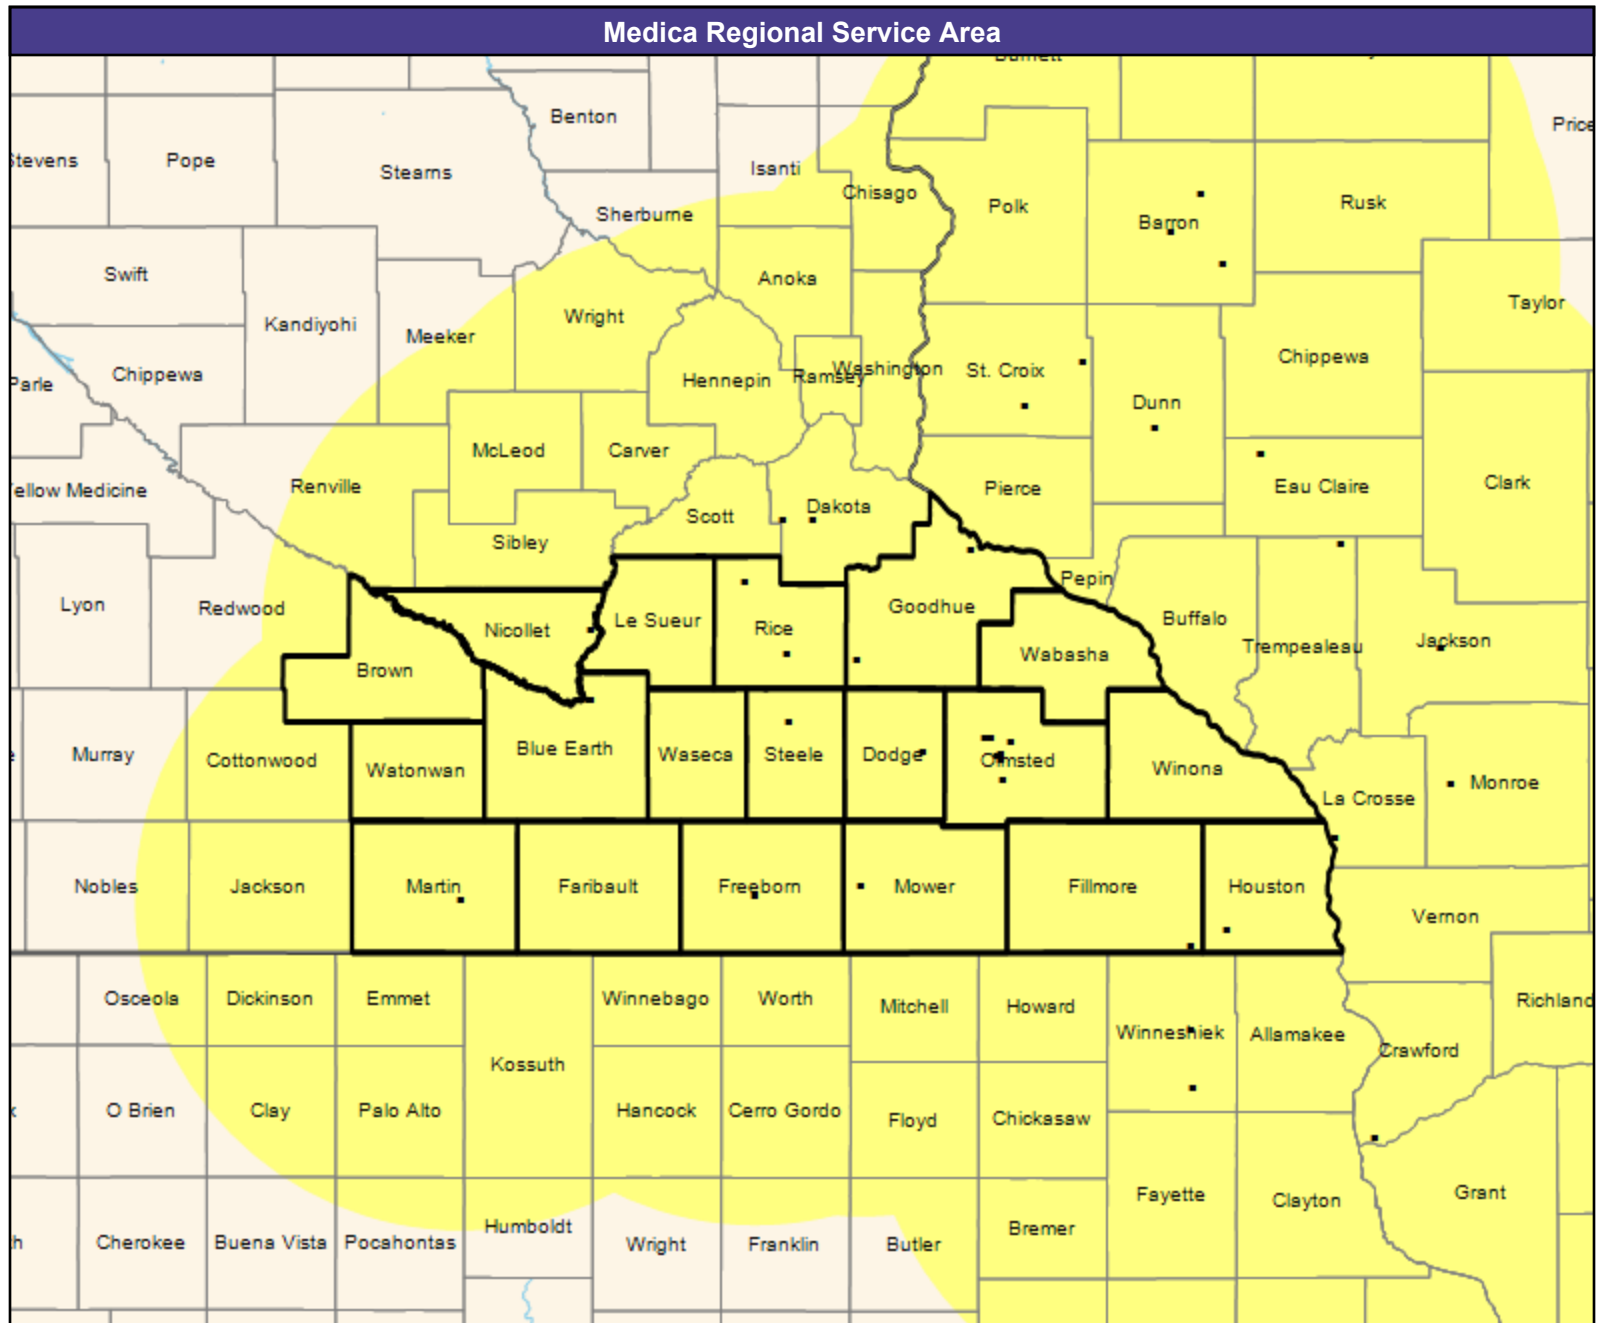 Medica Regional Service Area
Burnett
Benton
Price
Stevens
Pope
Stearns
Isanti
Chisago
Polk
Barron
Rusk
Sherburne
Swift
Anoka
Taylor
Kandiyohi
Wright
Meeker
Chippewa
Parle
Chippewa
Hennepin
Ramsey
Washington
St. Croix
Dunn
McLeod
Carver
Renville
ellow Medicine
Pierce
Eau Claire
Clark
Scott
Dakota
Sibley
Pepin
Lyon
Redwood
Nicollet
Le Sueur
Rice
Goodhue
Buffalo
Trempealeau
Jackson
Brown
Wabasha
Murray
Cottonwood
Watonwan
Blue Earth
Waseca
Steele
Dodge
Olmsted
Winona
La Crosse
Monroe
Nobles
Jackson
Martin
Faribault
Freeborn
Mower
Fillmore
Houston
Vernon
Osceola
Dickinson
Emmet
Winnebago
Worth
Mitchell
Howard
Richland
Winneshiek
Allamakee
Crawford
Kossuth
O Brien
Clay
Palo Alto
Hancock
Cerro Gordo
Floyd
Chickasaw
Fayette
Clayton
Grant
Humboldt
Bremer
h
Cherokee
Buena Vista
Pocahontas
Wright
Franklin
Butler